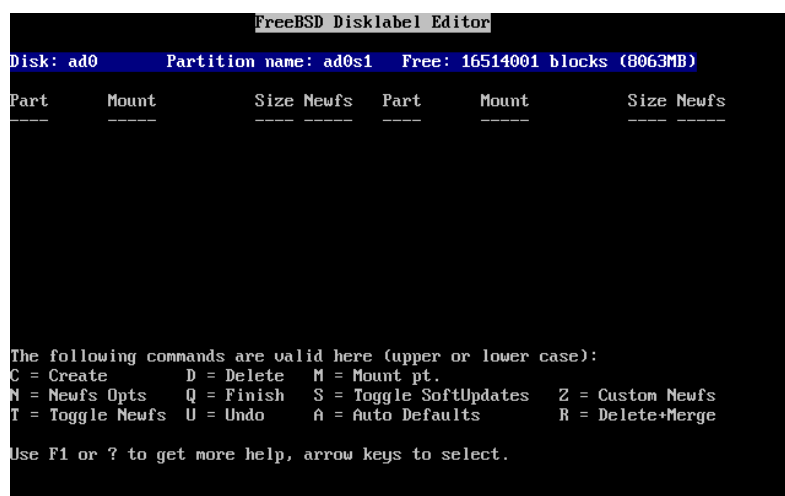 FreeBSD Disklabel Editor
Disk: ad0 Partition name: ad0s1 Free: 16514001 blocks (8063MB)
Part Mount Size Newfs Part Mount Size Newfs
---- ----- ---- ----- ---- ----- ---- -----
The following commands are valid here (upper or lower case):
C = Create D = Delete M = Mount pt.
N = Newfs Opts Q = Finish S = Toggle SoftUpdates Z = Custom Newfs
T = Toggle Newfs U = Undo A = Auto Defaults R = Delete+Merge
Use F1 or ? to get more help, arrow keys to select.